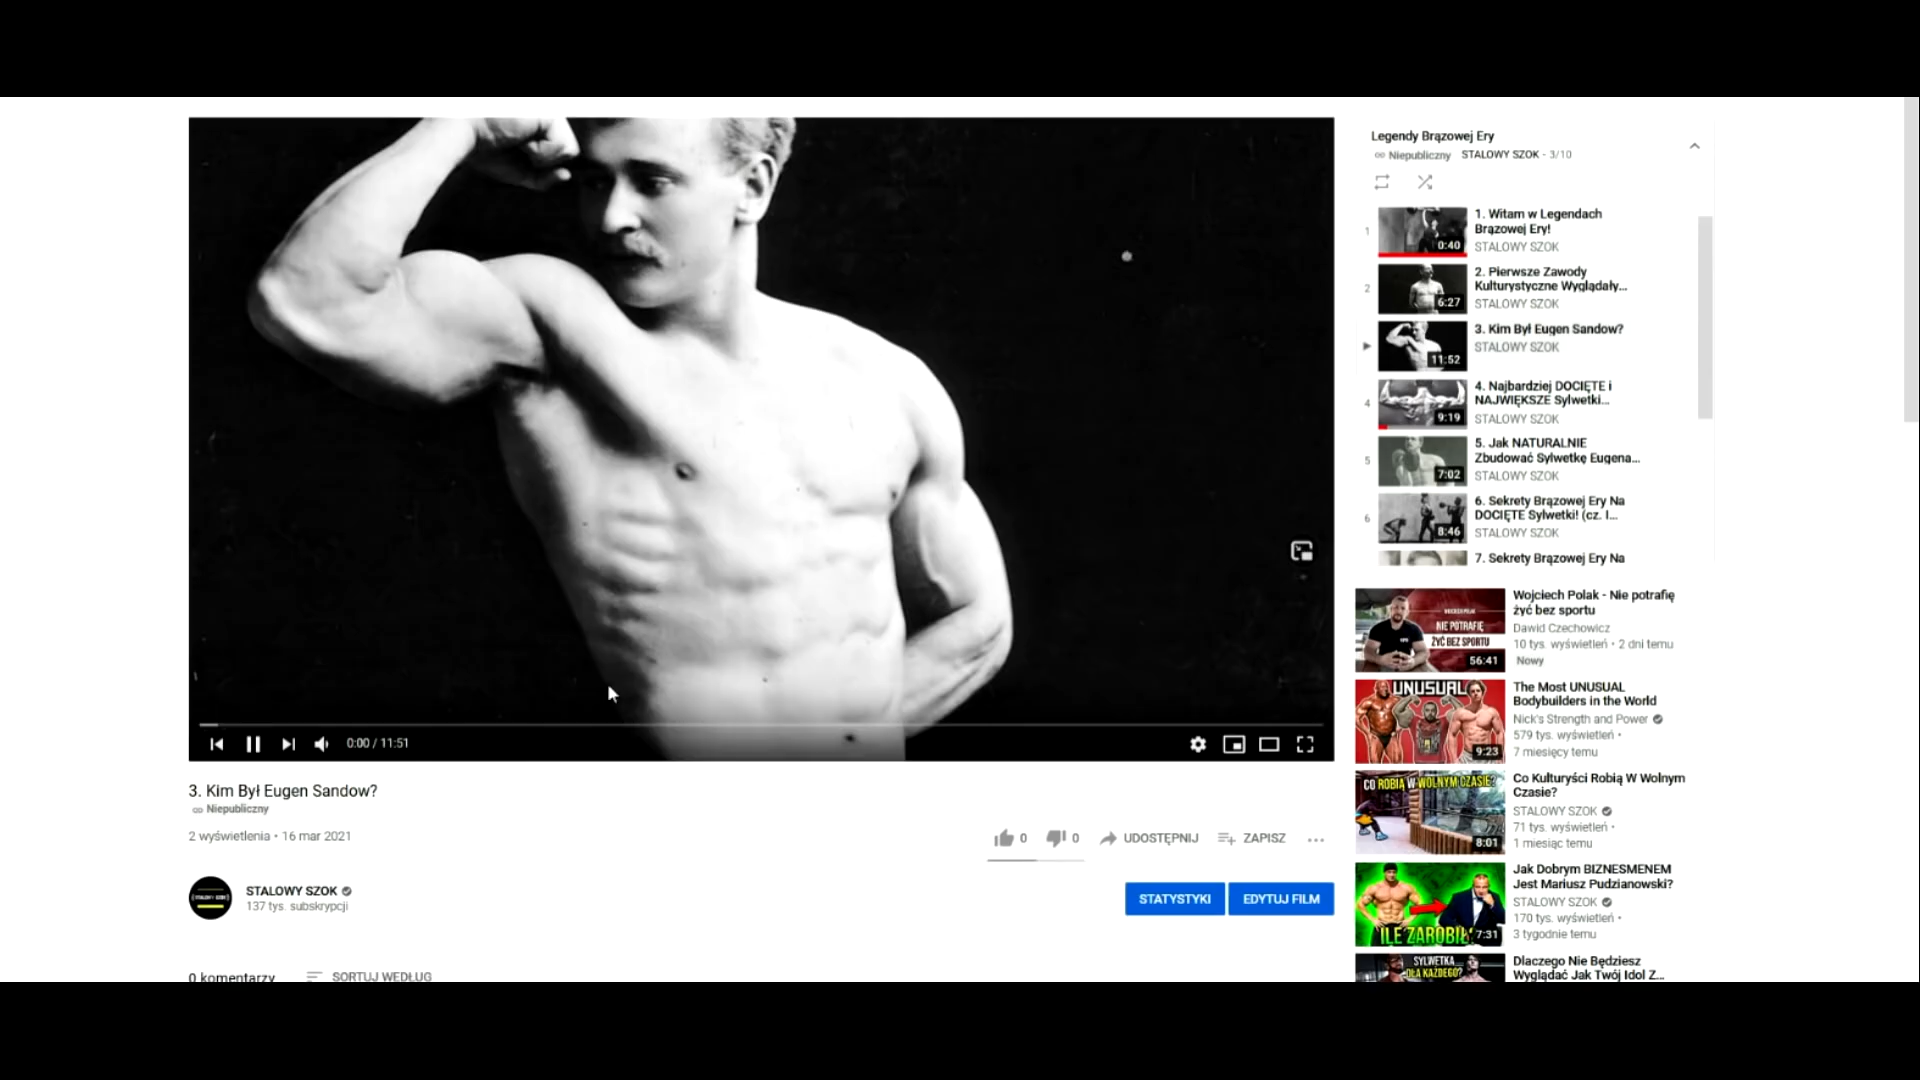 0:00 / 11:51
3. Kim Był Eugen Sandow?
Niepubliczny
2 wyświetlenia • 16 mar 2021
0
0
UDOSTĘPNIJ
ZAPISZ
STALOWY SZOK
137 tys. subskrypcji
STATYSTYKI
EDYTUJ FILM
0 komentarzy
SORTUJ WEDŁUG
Legendy Brązowej Ery
Niepubliczny STALOWY SZOK - 3/10
1
0:40
1. Witam w Legendach
Brązowej Ery!
STALOWY SZOK
2
6:27
2. Pierwsze Zawody
Kulturystyczne Wyglądały...
STALOWY SZOK
11:52
3. Kim Był Eugen Sandow?
STALOWY SZOK
4
9:19
4. Najbardziej DOCIĘTE i
NAJWIĘKSZE Sylwetki...
STALOWY SZOK
5
7:02
5. Jak NATURALNIE
Zbudować Sylwetkę Eugena...
STALOWY SZOK
6
8:46
6. Sekrety Brązowej Ery Na
DOCIĘTE Sylwetki! (cz. I...
STALOWY SZOK
7. Sekrety Brązowej Ery Na
NIE POTRAFIĘ
ŻYĆ BEZ SPORTU
56:41
Wojciech Polak - Nie potrafię
żyć bez sportu
Dawid Czechowicz
10 tys. wyświetleń • 2 dni temu
Nowy
UNUSUAL
9:23
The Most UNUSUAL
Bodybuilders in the World
Nick's Strength and Power
579 tys. wyświetleń •
7 miesięcy temu
CO ROBIĄ W WOLNYM CZASIE?
8:01
Co Kulturyści Robią W Wolnym
Czasie?
STALOWY SZOK
71 tys. wyświetleń •
1 miesiąc temu
ILE ZAROBIŁ?
7:31
Jak Dobrym BIZNESMENEM
Jest Mariusz Pudzianowski?
STALOWY SZOK
170 tys. wyświetleń •
3 tygodnie temu
SYLWETKA
DLA KAŻDEGO?
Dlaczego Nie Będziesz
Wyglądać Jak Twój Idol Z...